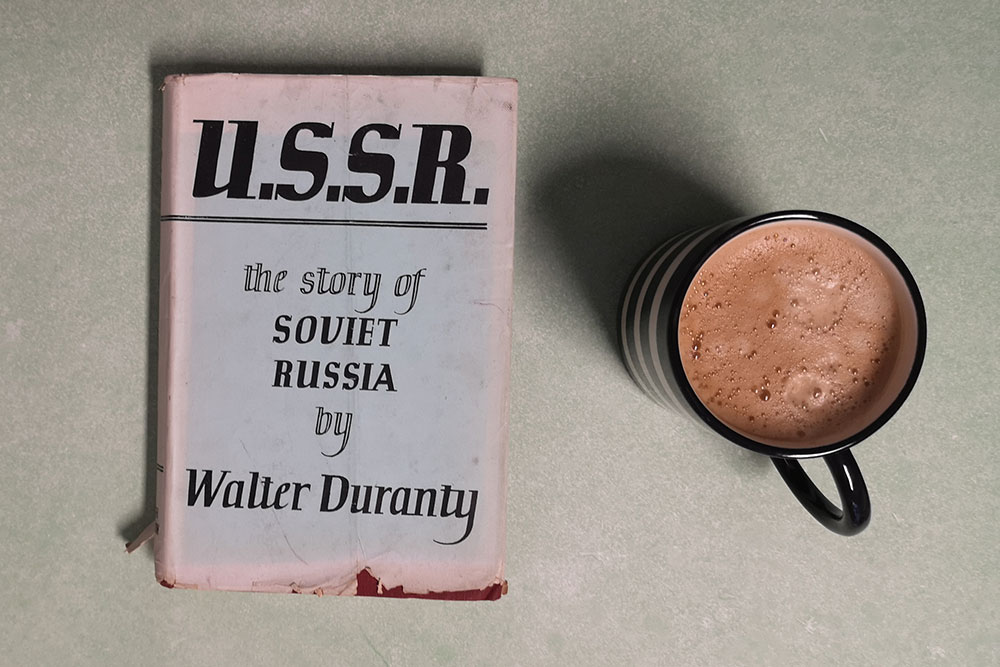 U.S.S.R.
the story of
SOVIET
RUSSIA
by
Walter Duranty